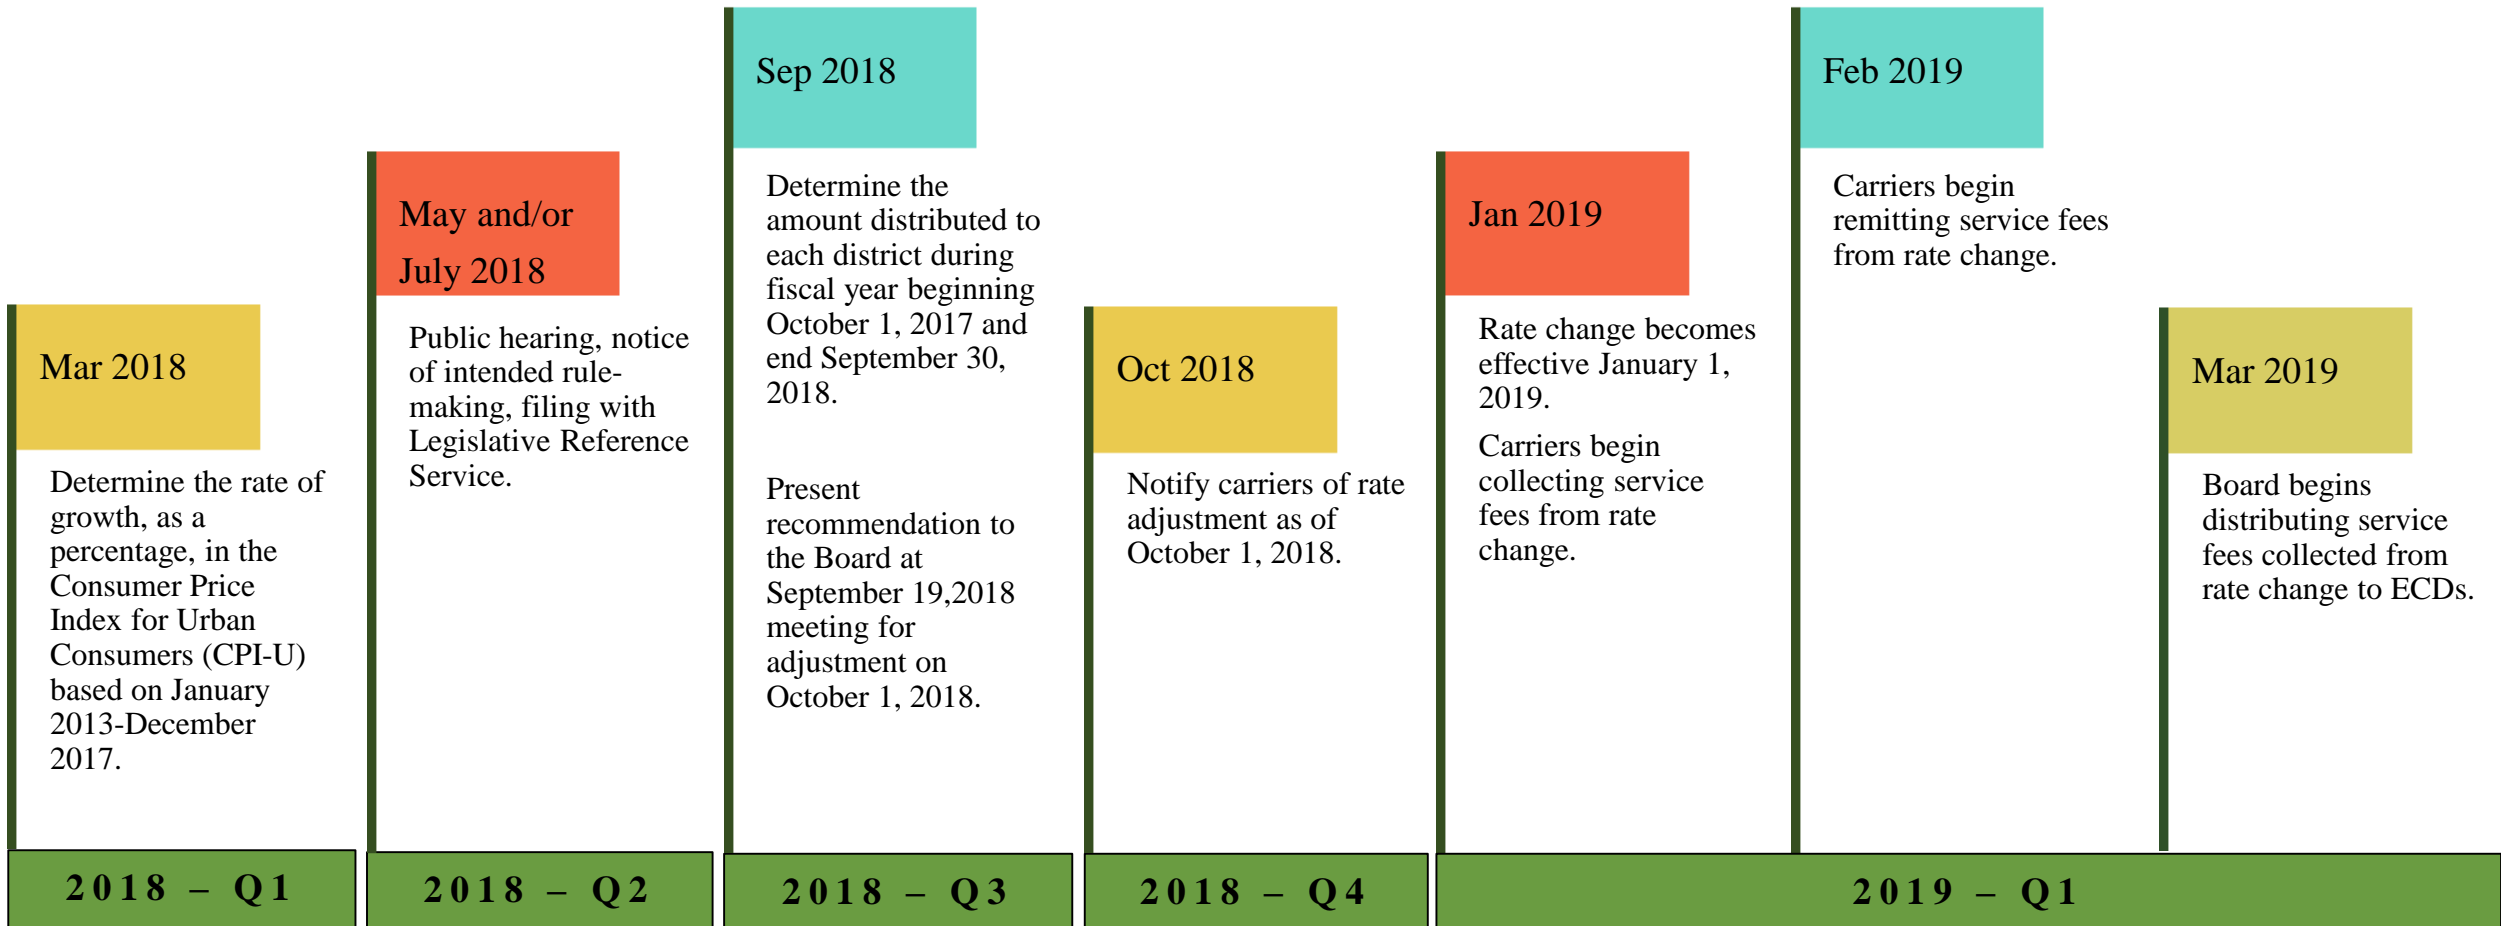 Mar 2018
Determine the rate of
growth, as a
percentage, in the
Consumer Price
Index for Urban
Consumers (CPI-U)
based on January
2013-December
2017.
2018 – Q1
May and/or
July 2018
Public hearing, notice
of intended rule-
making, filing with
Legislative Reference
Service.
2018 – Q2
Sep 2018
Determine the
amount distributed to
each district during
fiscal year beginning
October 1, 2017 and
end September 30,
2018.
Present
recommendation to
the Board at
September 19,2018
meeting for
adjustment on
October 1, 2018.
2018 – Q3
Oct 2018
Notify carriers of rate
adjustment as of
October 1, 2018.
2018 – Q4
Jan 2019
Rate change becomes
effective January 1,
2019.
Carriers begin
collecting service
fees from rate
change.
Feb 2019
Carriers begin
remitting service fees
from rate change.
Mar 2019
Board begins
distributing service
fees collected from
rate change to ECDs.
2019 – Q1